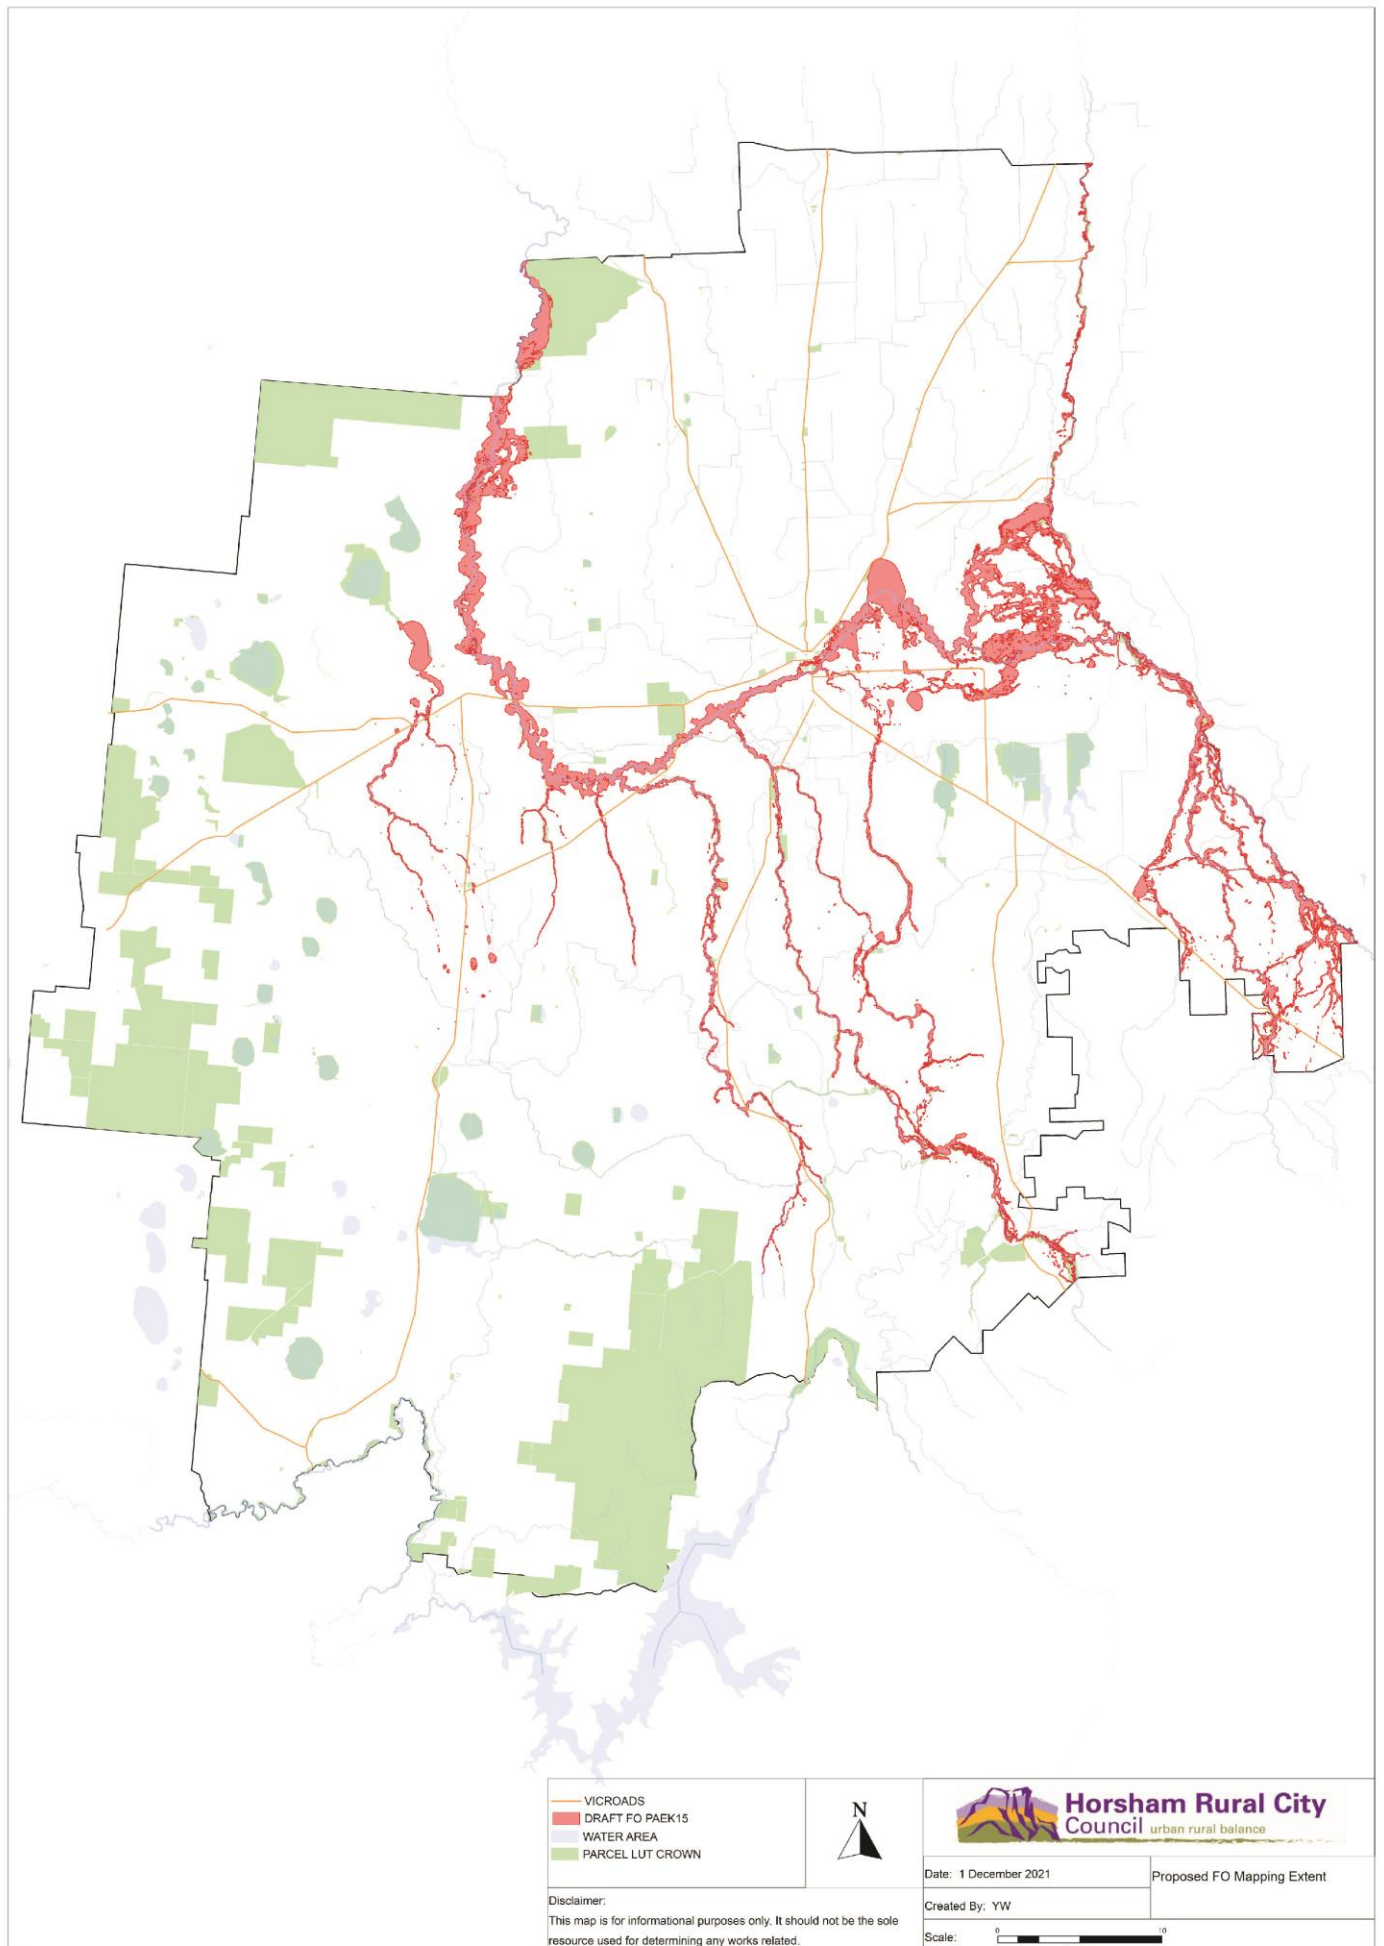 VICROADS
DRAFT FO PAEK15
WATER AREA
PARCEL LUT CROWN
N
Horsham Rural City
Council urban rural balance
Date: 1 December 2021
Proposed FO Mapping Extent
Created By: YW
Disclaimer:
This map is for informational purposes only. It should not be the sole
resource used for determining any works related.
Scale:
0 10